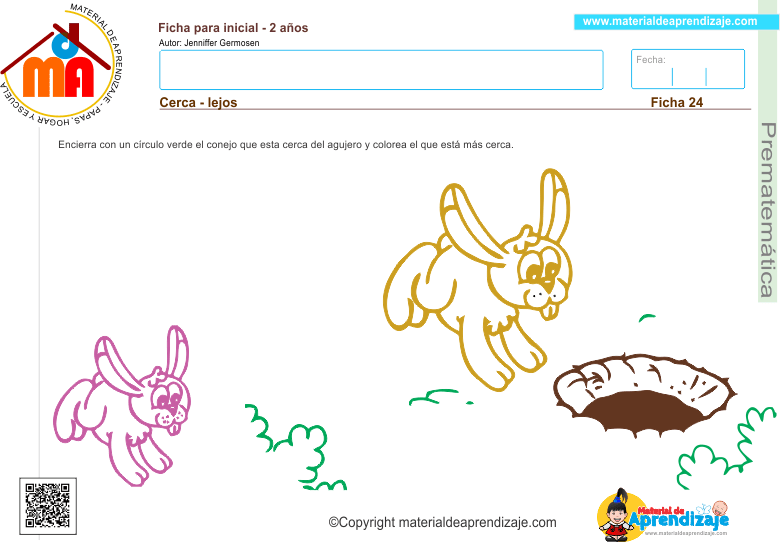 MATERIAL DE APRENDIZAJE - PAPAS, HOGAR Y ESCUELA
dmA
Ficha para inicial - 2 años
Autor: Jenniffer Germosen
www.materialdeaprendizaje.com
Fecha:
Cerca - lejos
Ficha 24
Prematemática
Encierra con un círculo verde el conejo que esta cerca del agujero y colorea el que está más cerca.
©Copyright materialdeaprendizaje.com
Material de
Aprendizaje
www.materialdeaprendizaje.com